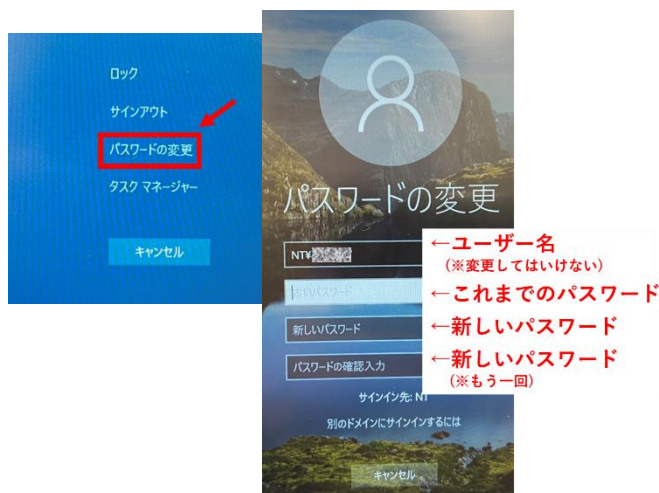 ロック
サインアウト
パスワードの変更
タスク マネージャー
キャンセル
パスワードの変更
NT¥
←ユーザー名
(※変更してはいけない)
古いパスワード
←これまでのパスワード
新しいパスワード
←新しいパスワード
パスワードの確認入力
←新しいパスワード
(※もう一回)
サインイン先: NT
別のドメインにサインインするには
キャンセル